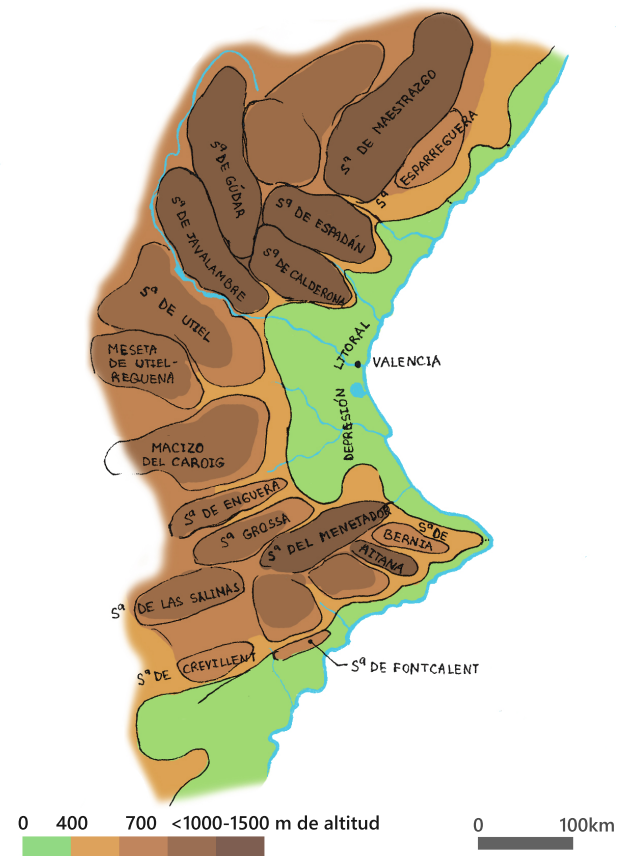 Sª DE MAESTRAZGO
Sª ESPARREGUERA
Sª DE GÚDAR
Sª DE ESPADÁN
Sª DE JAVALAMBRE
Sª DE CALDERONA
Sª DE UTIEL
MESETA
DE UTIEL-
REQUENA
LITORAL
DEPRESIÓN
VALENCIA
MACIZO
DEL CAROIG
Sª DE ENGUERA
Sª GROSSA
Sª DEL MENEJADOR
Sª DE
BERNIA
AITANA
Sª DE LAS SALINAS
Sª DE CREVILLENT
Sª DE FONTCALENT
0 400 700 <1000-1500 m de altitud
0 100km